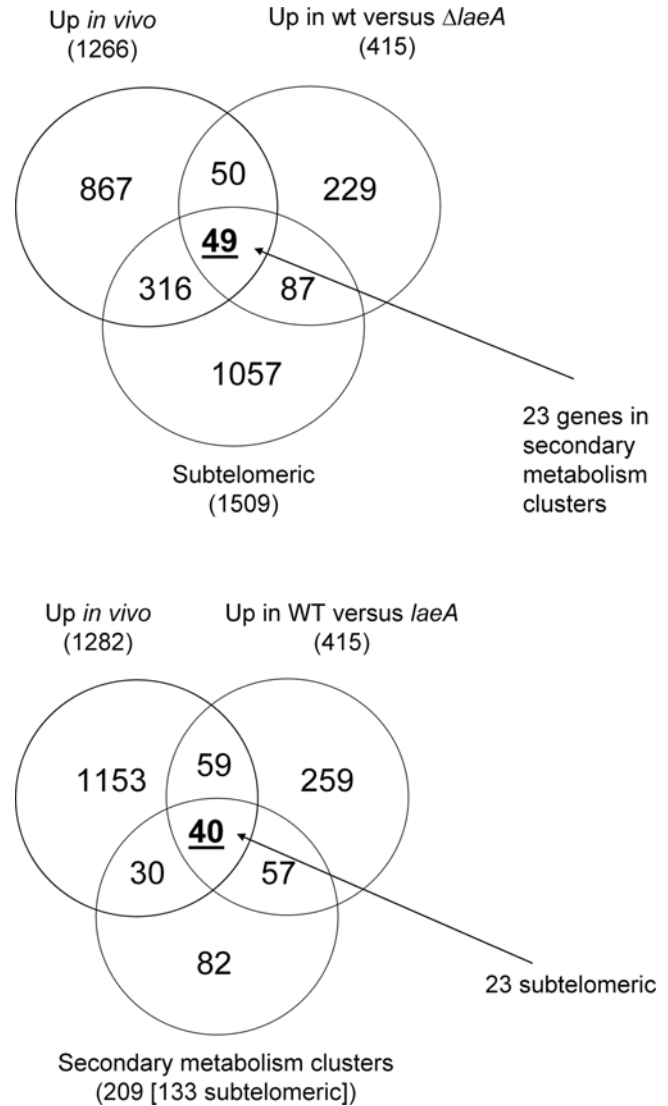 Up in vivo
(1266)
Up in wt versus ΔlaeA
(415)
867
50
229
49
316
87
1057
23 genes in
secondary
metabolism
clusters
Subtelomeric
(1509)
Up in vivo
(1282)
Up in WT versus laeA
(415)
1153
59
259
40
30
57
82
23 subtelomeric
Secondary metabolism clusters
(209 [133 subtelomeric])